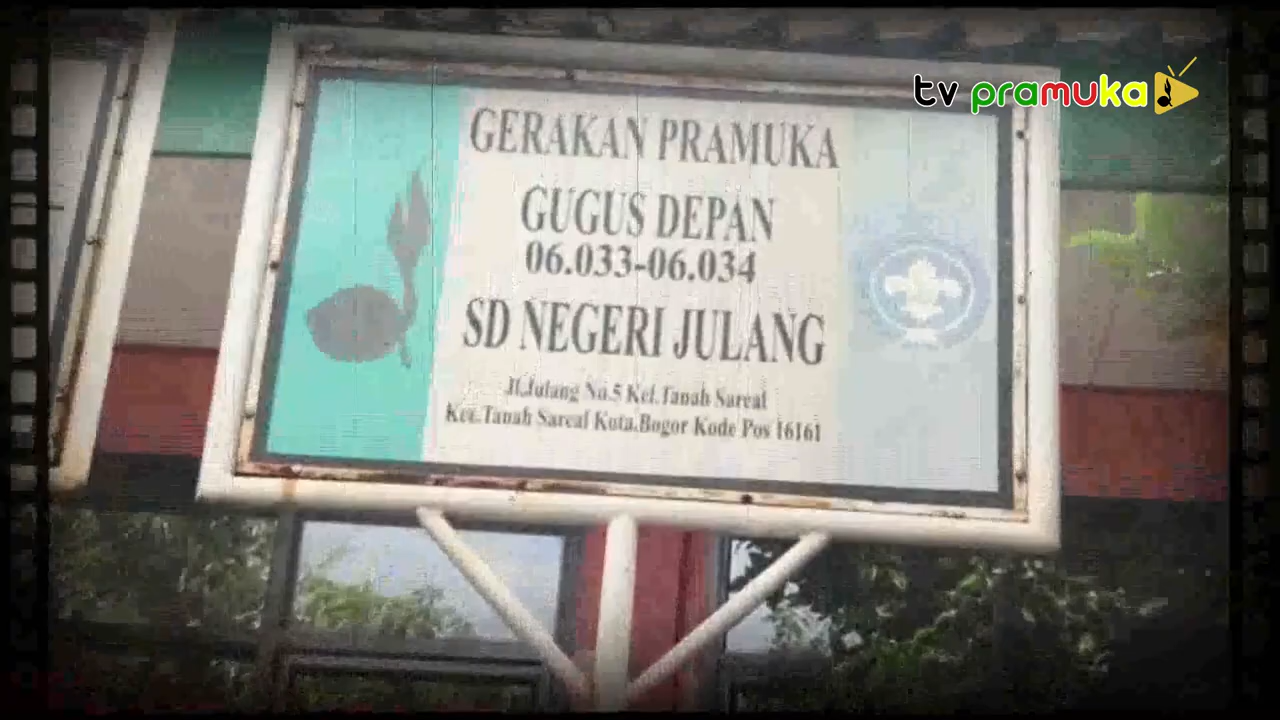 tv pramuka
GERAKAN PRAMUKA
GUGUS DEPAN
06.033-06.034
SD NEGERI JULANG
Jl.Julang No.5 Kel.Tanah Sareal
Kec.Tanah Sareal Kota.Bogor Kode Pos 16161